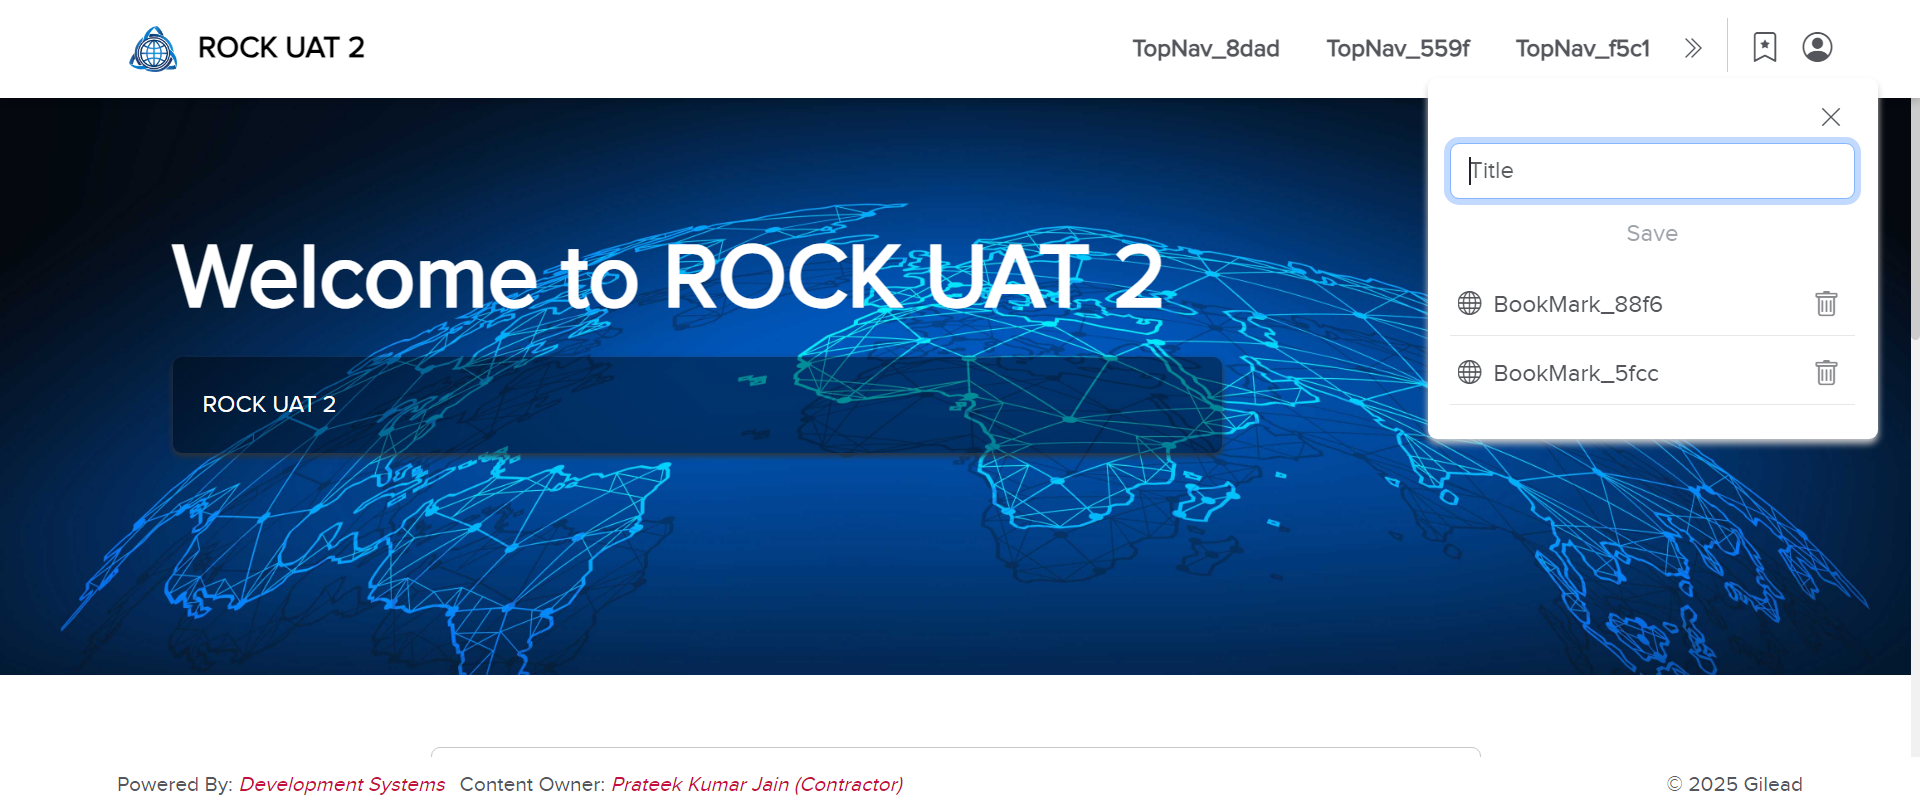 ROCK UAT 2
TopNav_8dad
TopNav_559f
TopNav_f5c1
Title
Save
BookMark_88f6
BookMark_5fcc
Welcome to ROCK UAT 2
ROCK UAT 2
Powered By: Development Systems Content Owner: Prateek Kumar Jain (Contractor)
© 2025 Gilead